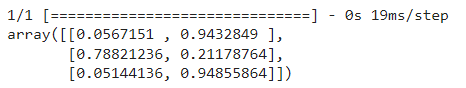 1/1 [==============================] - 0s 19ms/step
array([[0.0567151 , 0.9432849 ],
       [0.78821236, 0.21178764],
       [0.05144136, 0.94855864]])